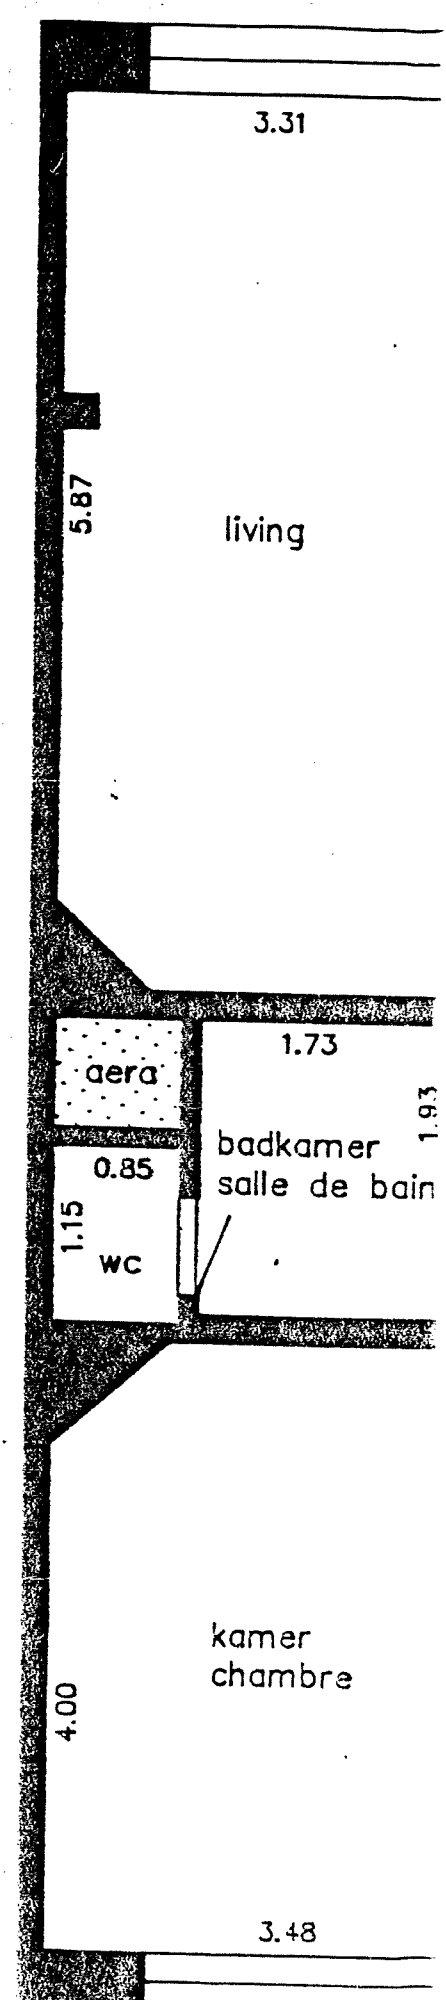 3.31
5.87
living
aera
1.73
1.93
badkamer
salle de bain
0.85
1.15
wc
kamer
chambre
4.00
3.48